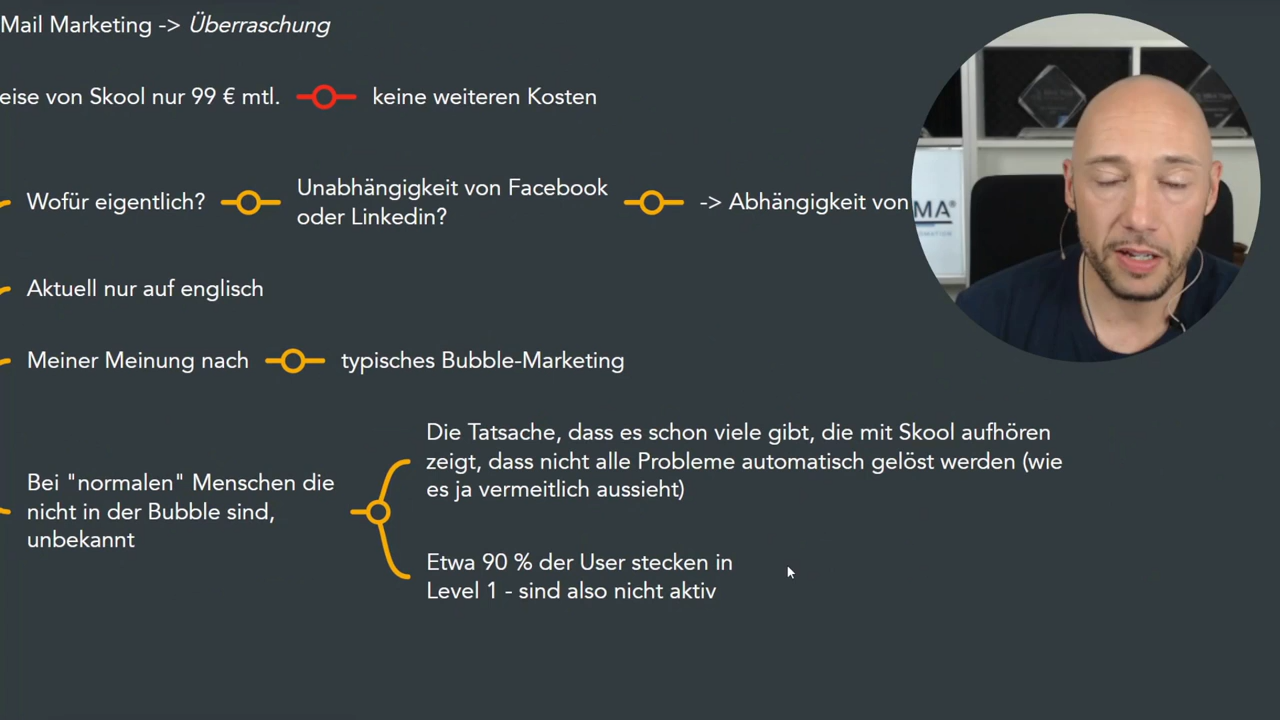 Mail Marketing -> Überraschung
eise von Skool nur 99 € mtl.
keine weiteren Kosten
Wofür eigentlich?
Unabhängigkeit von Facebook
oder Linkedin?
-> Abhängigkeit von
MA®
Aktuell nur auf englisch
Meiner Meinung nach
typisches Bubble-Marketing
Bei "normalen" Menschen die
nicht in der Bubble sind,
unbekannt
Die Tatsache, dass es schon viele gibt, die mit Skool aufhören
zeigt, dass nicht alle Probleme automatisch gelöst werden (wie
es ja vermeitlich aussieht)
Etwa 90 % der User stecken in
Level 1 - sind also nicht aktiv